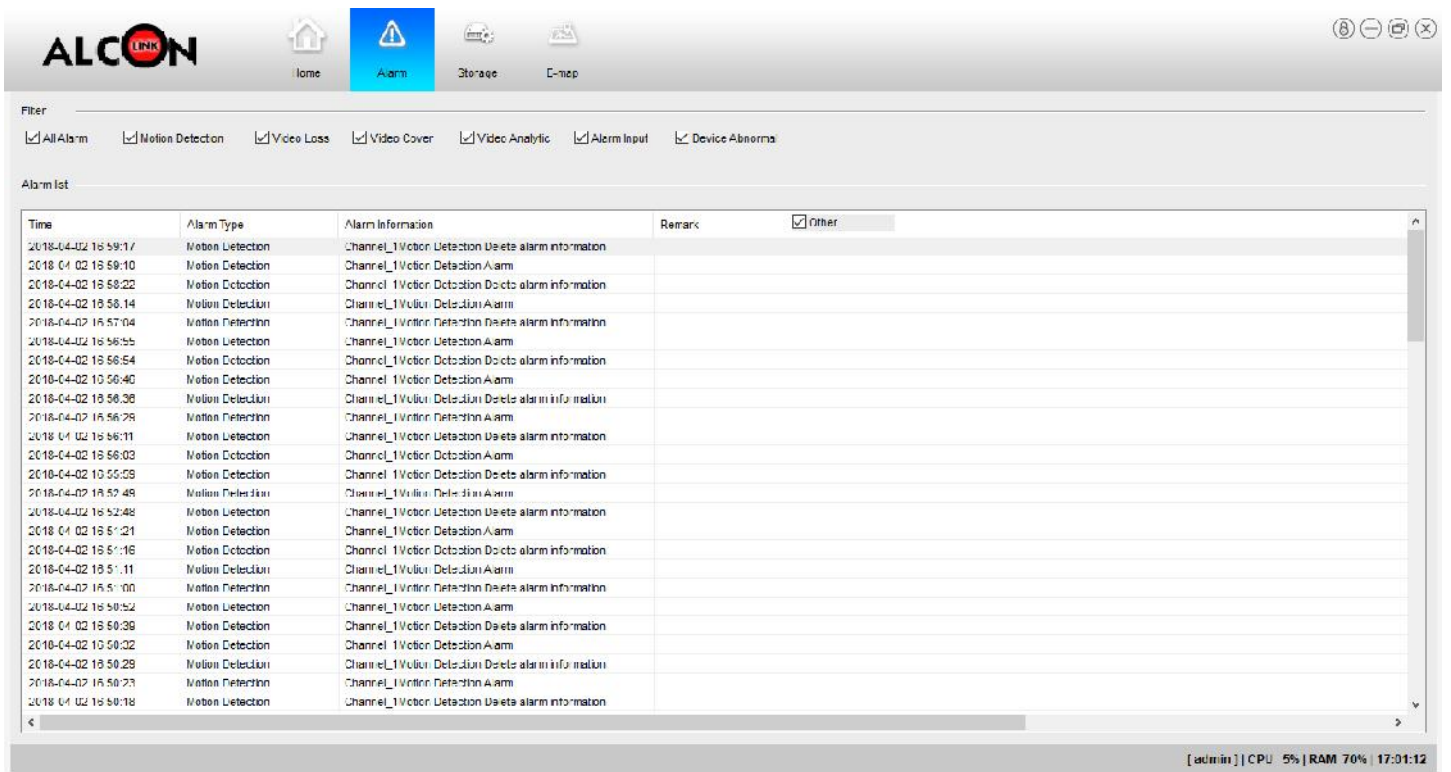 ALCON LINK
Home Alarm Storage E-map
Filter
All Alarm Motion Detection Video Loss Video Cover Video Analytic Alarm Input Device Abnormal
Alarm list
Time Alarm Type Alarm Information Remark Other
2018-04-02 16:59:17 Motion Detection Channel_1Motion Detection Delete alarm information
2018-04-02 16:59:10 Motion Detection Channel_1Motion Detection Alarm
2018-04-02 16:58:22 Motion Detection Channel_1Motion Detection Delete alarm information
2018-04-02 16:58:14 Motion Detection Channel_1Motion Detection Alarm
2018-04-02 16:57:04 Motion Detection Channel_1Motion Detection Delete alarm information
2018-04-02 16:56:55 Motion Detection Channel_1Motion Detection Alarm
2018-04-02 16:56:54 Motion Detection Channel_1Motion Detection Delete alarm information
2018-04-02 16:56:46 Motion Detection Channel_1Motion Detection Alarm
2018-04-02 16:56:36 Motion Detection Channel_1Motion Detection Delete alarm information
2018-04-02 16:56:29 Motion Detection Channel_1Motion Detection Alarm
2018-04-02 16:56:11 Motion Detection Channel_1Motion Detection Delete alarm information
2018-04-02 16:56:03 Motion Detection Channel_1Motion Detection Alarm
2018-04-02 16:55:59 Motion Detection Channel_1Motion Detection Delete alarm information
2018-04-02 16:52:49 Motion Detection Channel_1Motion Detection Alarm
2018-04-02 16:52:48 Motion Detection Channel_1Motion Detection Delete alarm information
2018-04-02 16:51:21 Motion Detection Channel_1Motion Detection Alarm
2018-04-02 16:51:16 Motion Detection Channel_1Motion Detection Delete alarm information
2018-04-02 16:51:11 Motion Detection Channel_1Motion Detection Alarm
2018-04-02 16:51:00 Motion Detection Channel_1Motion Detection Delete alarm information
2018-04-02 16:50:52 Motion Detection Channel_1Motion Detection Alarm
2018-04-02 16:50:39 Motion Detection Channel_1Motion Detection Delete alarm information
2018-04-02 16:50:32 Motion Detection Channel_1Motion Detection Alarm
2018-04-02 16:50:29 Motion Detection Channel_1Motion Detection Delete alarm information
2018-04-02 16:50:23 Motion Detection Channel_1Motion Detection Alarm
2018-04-02 16:50:18 Motion Detection Channel_1Motion Detection Delete alarm information
[ admin ] | CPU 5% | RAM 70% | 17:01:12